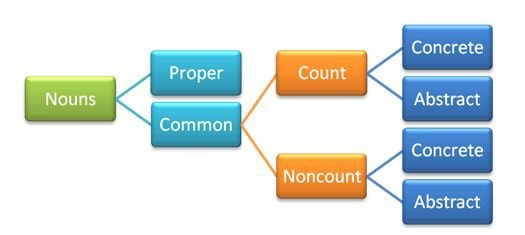 Nouns
Proper
Common
Count
Noncount
Concrete
Abstract
Concrete
Abstract